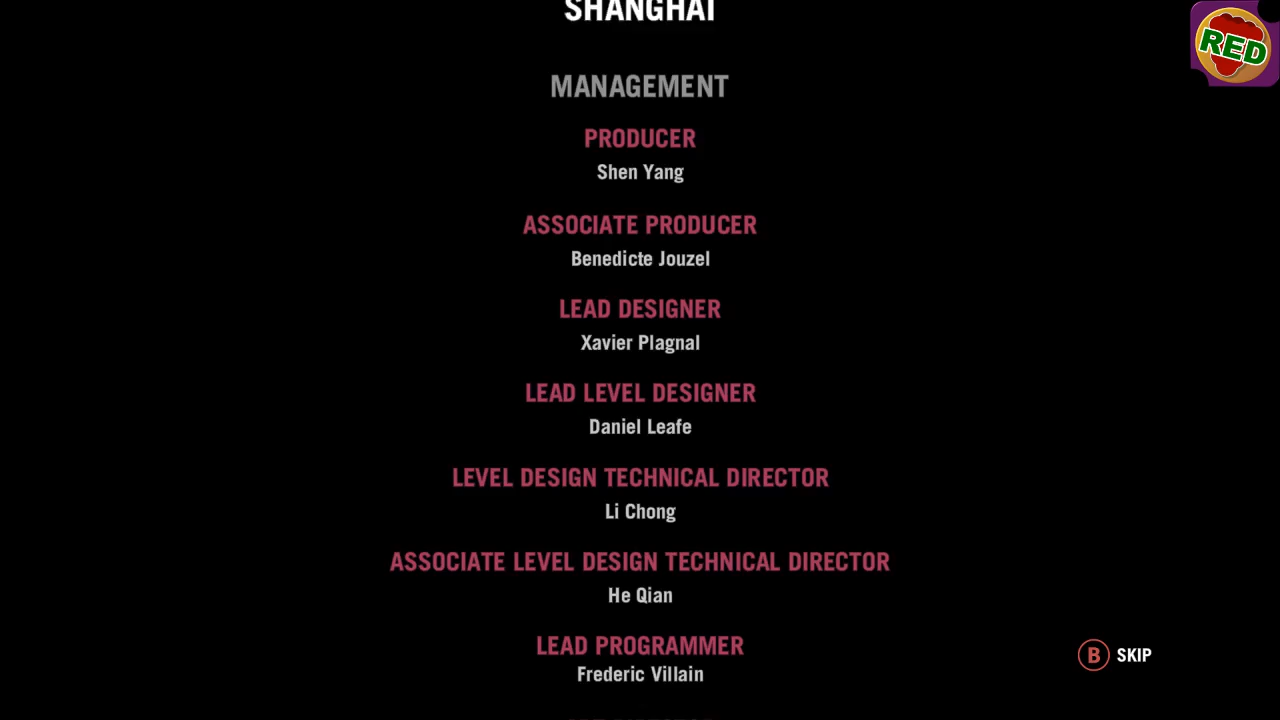 SHANGHAI
RED
MANAGEMENT
PRODUCER
Shen Yang
ASSOCIATE PRODUCER
Benedicte Jouzel
LEAD DESIGNER
Xavier Plagnal
LEAD LEVEL DESIGNER
Daniel Leafe
LEVEL DESIGN TECHNICAL DIRECTOR
Li Chong
ASSOCIATE LEVEL DESIGN TECHNICAL DIRECTOR
He Qian
LEAD PROGRAMMER
B SKIP
Frederic Villain